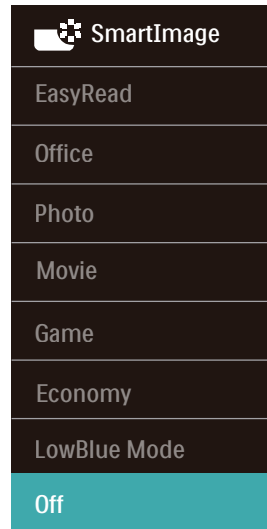 SmartImage
EasyRead
Office
Photo
Movie
Game
Economy
LowBlue Mode
Off